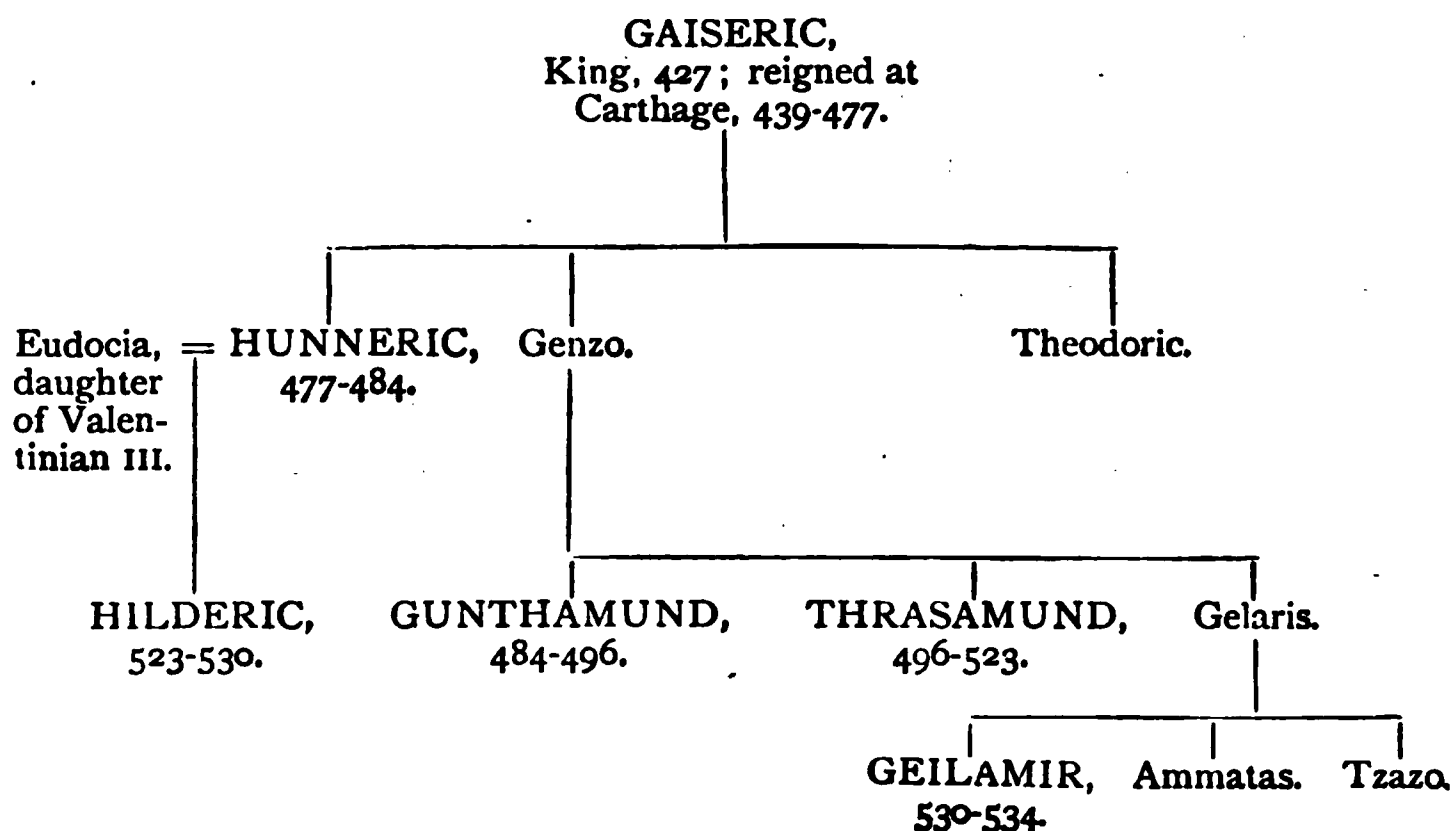 GAISERIC,
King, 427; reigned at
Carthage, 439-477.
Eudocia, = HUNNERIC, Genzo. Theodoric.
daughter 477-484.
of Valen-
tinian III.
HILDERIC, GUNTHAMUND, THRASAMUND, Gelaris.
523-530. 484-496. 496-523.
GEILAMIR, Ammatas. Tzazo.
530-534.